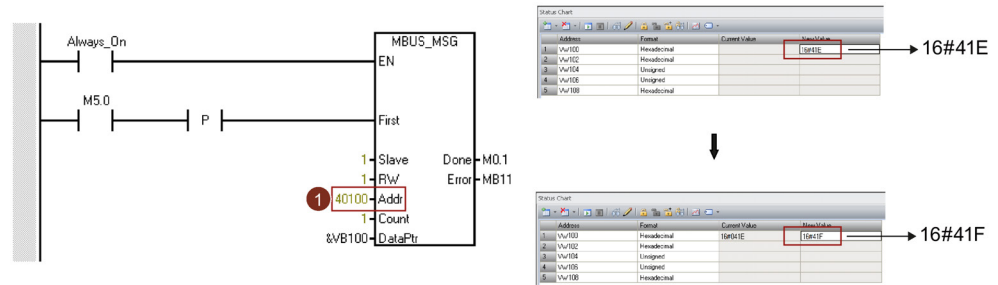 Always_On
MBUS_MSG
EN
M5.0
P
First
1 Slave Done M0.1
1 RW Error MB11
1 40100 Addr
1 Count
&VB100 DataPtr
Status Chart
Address Format Current Value New Value
1 VW100 Hexadecimal 16#41E
2 VW102 Hexadecimal
3 VW104 Unsigned
4 VW106 Unsigned
5 VW108 Hexadecimal
16#41E
Status Chart
Address Format Current Value New Value
1 VW100 Hexadecimal 16#041E 16#41F
2 VW102 Hexadecimal
3 VW104 Unsigned
4 VW106 Unsigned
5 VW108 Hexadecimal
16#41F